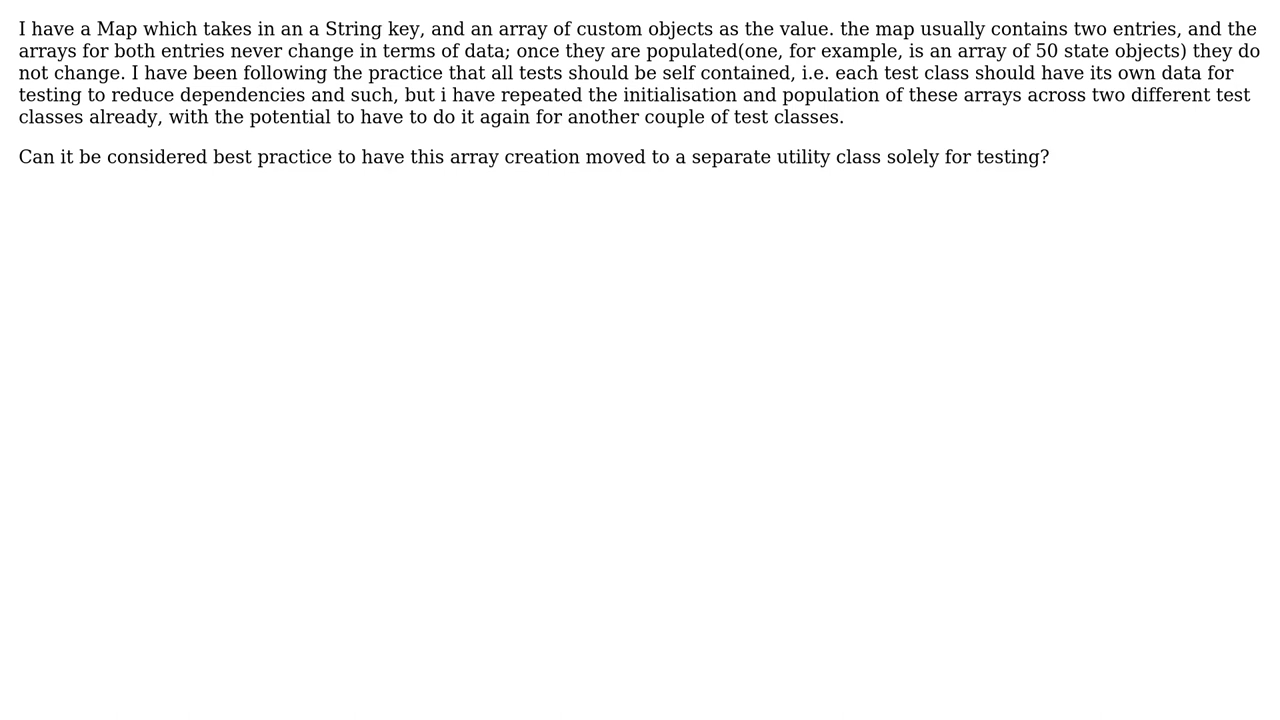 I have a Map which takes in an a String key, and an array of custom objects as the value. the map usually contains two entries, and the
arrays for both entries never change in terms of data; once they are populated(one, for example, is an array of 50 state objects) they do
not change. I have been following the practice that all tests should be self contained, i.e. each test class should have its own data for
testing to reduce dependencies and such, but i have repeated the initialisation and population of these arrays across two different test
classes already, with the potential to have to do it again for another couple of test classes.
Can it be considered best practice to have this array creation moved to a separate utility class solely for testing?